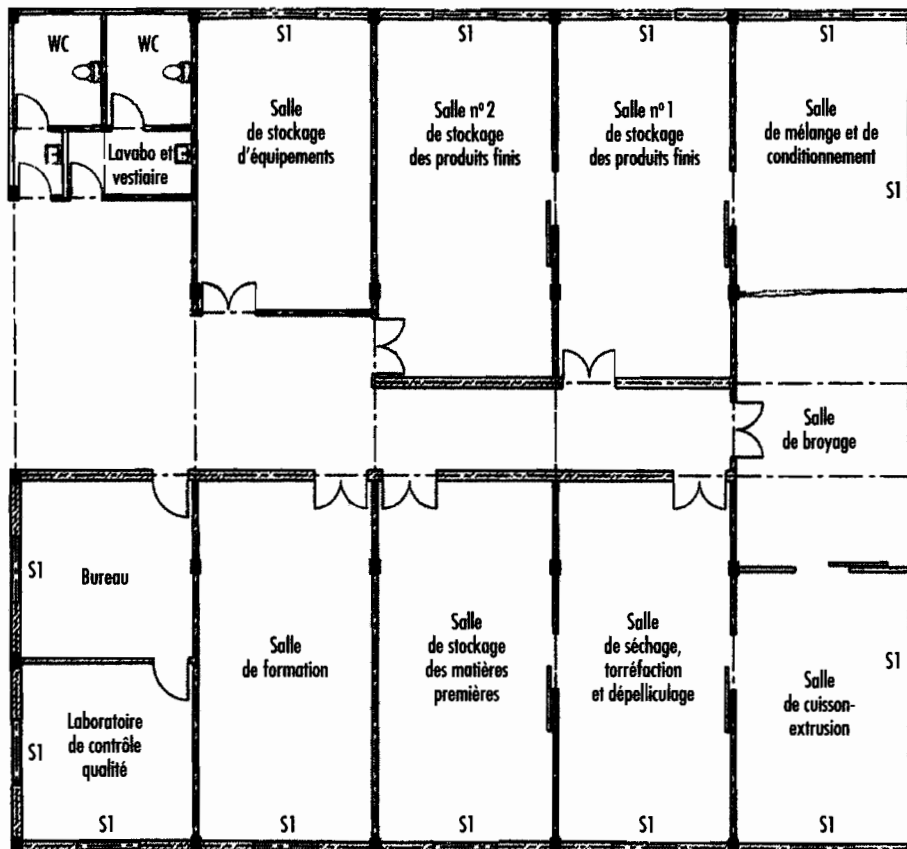 S1
S1
S1
S1
WC
WC
Salle
de stockage
d'équipements
Salle nº 2
de stockage
des produits finis
Salle nº 1
de stockage
des produits finis
Salle
de mélange et de
conditionnement
Lavabo et
vestiaire
S1
Salle
de broyage
S1
Bureau
Salle
de formation
Salle
de stockage
des matières
premières
Salle
de séchage,
torréfaction
et dépelliculage
S1
Salle
de cuisson-
extrusion
Laboratoire
de contrôle
qualité
S1
S1
S1
S1
S1
S1